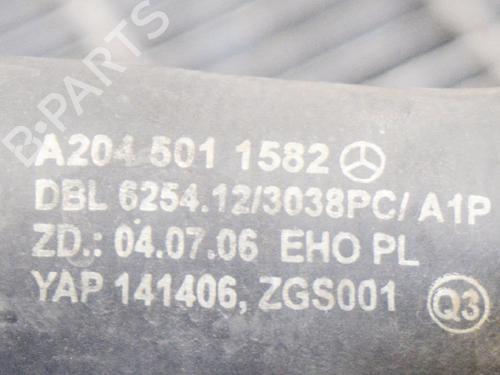 A204 501 1582
DBL 6254.12/3038PC/ A1P
ZD.: 04.07.06 EHO PL
YAP 141406, ZGS001 Q3
B-PARTS